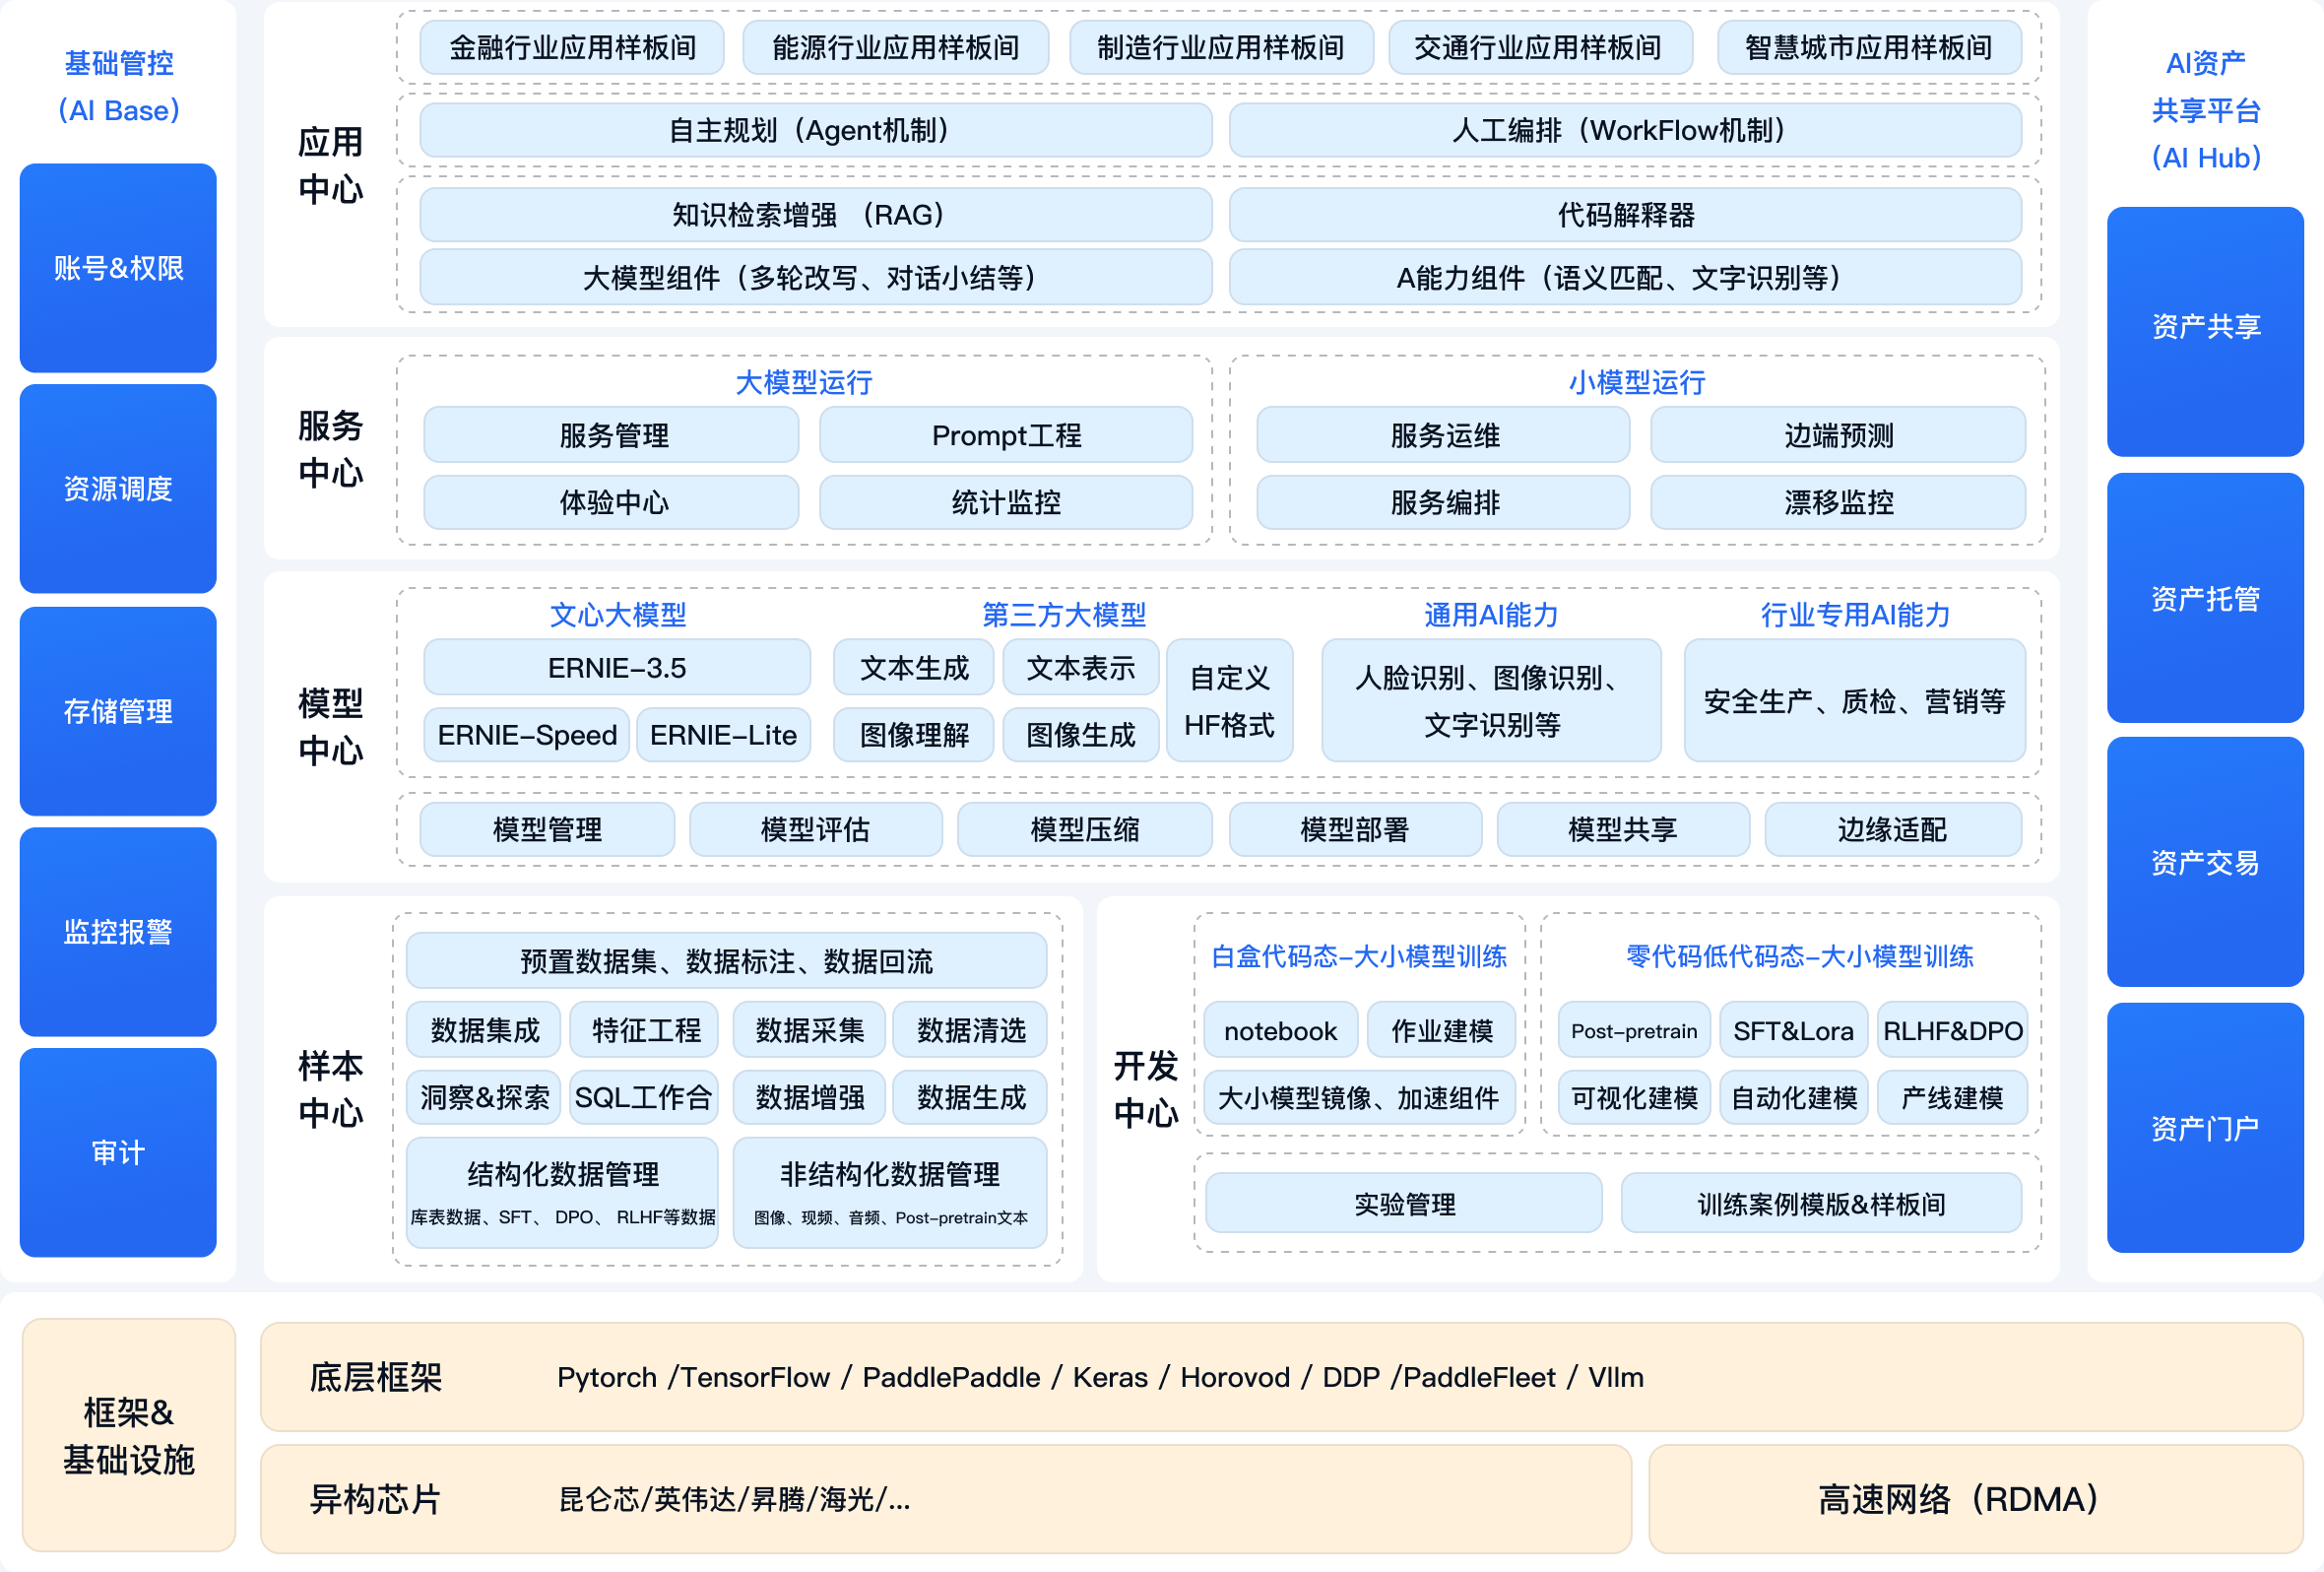 基础管控
（AI Base）
账号&权限
资源调度
存储管理
监控报警
审计
应用
中心
金融行业应用样板间
能源行业应用样板间
制造行业应用样板间
交通行业应用样板间
智慧城市应用样板间
自主规划（Agent机制）
人工编排（WorkFlow机制）
知识检索增强 （RAG）
代码解释器
大模型组件（多轮改写、对话小结等）
A能力组件（语义匹配、文字识别等）
服务
中心
大模型运行
服务管理
Prompt工程
体验中心
统计监控
小模型运行
服务运维
边端预测
服务编排
漂移监控
模型
中心
文心大模型
ERNIE-3.5
ERNIE-Speed
ERNIE-Lite
第三方大模型
文本生成
文本表示
图像理解
图像生成
自定义
HF格式
通用AI能力
人脸识别、图像识别、
文字识别等
行业专用AI能力
安全生产、质检、营销等
模型管理
模型评估
模型压缩
模型部署
模型共享
边缘适配
样本
中心
预置数据集、数据标注、数据回流
数据集成
特征工程
数据采集
数据清选
洞察&探索
SQL工作合
数据增强
数据生成
结构化数据管理
库表数据、SFT、 DPO、 RLHF等数据
非结构化数据管理
图像、现频、音频、Post-pretrain文本
开发
中心
白盒代码态-大小模型训练
notebook
作业建模
大小模型镜像、加速组件
零代码低代码态-大小模型训练
Post-pretrain
SFT&Lora
RLHF&DPO
可视化建模
自动化建模
产线建模
实验管理
训练案例模版&样板间
AI资产
共享平台
（AI Hub）
资产共享
资产托管
资产交易
资产门户
框架&
基础设施
底层框架
Pytorch /TensorFlow / PaddlePaddle / Keras / Horovod / DDP /PaddleFleet / Vllm
异构芯片
昆仑芯/英伟达/昇腾/海光/...
高速网络（RDMA）